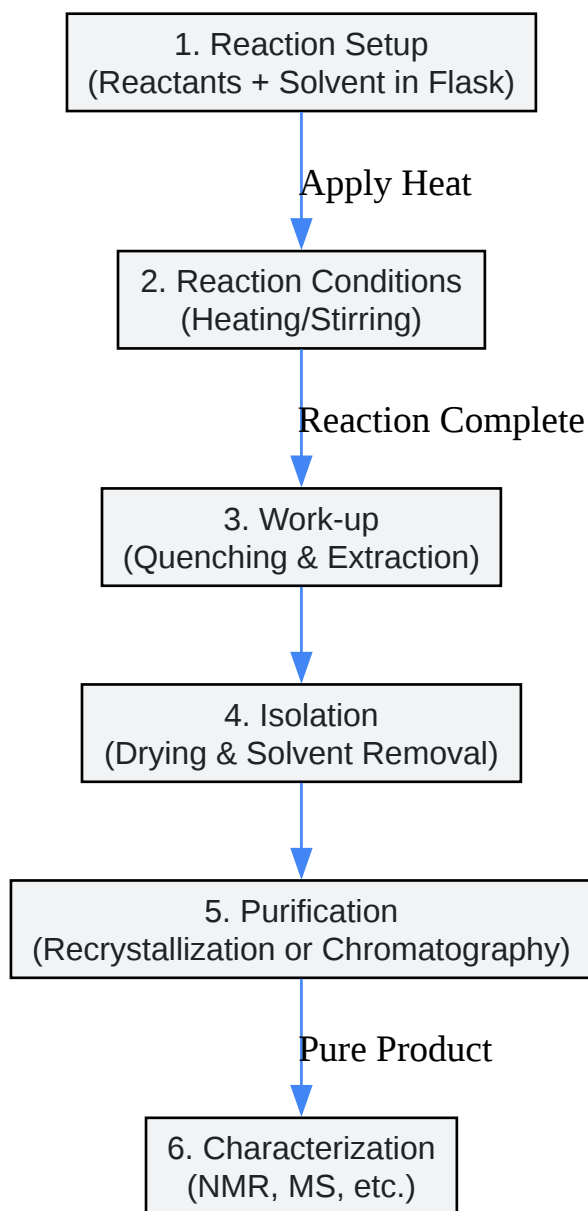 1. Reaction Setup
(Reactants + Solvent in Flask)
Apply Heat
2. Reaction Conditions
(Heating/Stirring)
Reaction Complete
3. Work-up
(Quenching & Extraction)
4. Isolation
(Drying & Solvent Removal)
5. Purification
(Recrystallization or Chromatography)
Pure Product
6. Characterization
(NMR, MS, etc.)